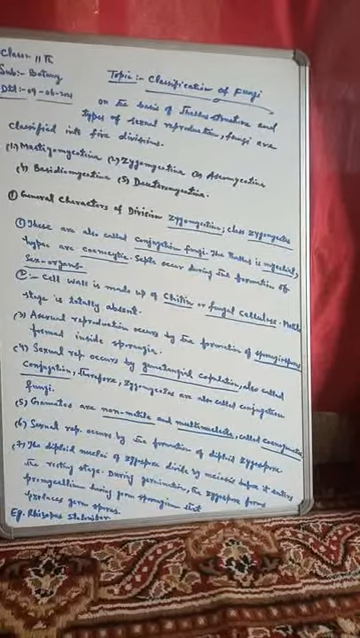 Class:- 11 th
Sub:- Botany
Topic:- Classification of Fungi
on the basis of Thallus structure and
types of sexual reproduction, fungi are
classified into five divisions.
(1) Mastigomycotina (2) Zygomycotina (3) Ascomycotina
(4) Basidiomycotina (5) Deuteromycotina.
① General Characters of Division Zygomycotina; class Zygomycetes
① These are also called Conjugation fungi. The thallus is mycelial,
hypae are coenocytic. Septa occur during the formation of
Sex-organs.
②:- Cell wall is made up of Chitin or fungal Cellulose. Motile
stage is totally absent.
(3) Asexual reproduction occurs by the formation of sporangiospores
formed inside sporangia.
(4) Sexual rep. occurs by gametangial copulation, also called
Conjugation, therefore, Zygomycetes are also called conjugation
fungi.
(5) Gametes are non-motile and multinucleate, called Coenogametes
(6) Sexual rep. occurs by the formation of diploid Zygospore
(7) The diploid nuclei of Zygospore divide by meiosis before it enters
the resting stage. During germination, the zygospore forms
promycelium during germ sporangium that
produces germ spores.
Eg. Rhizopus stolonifer